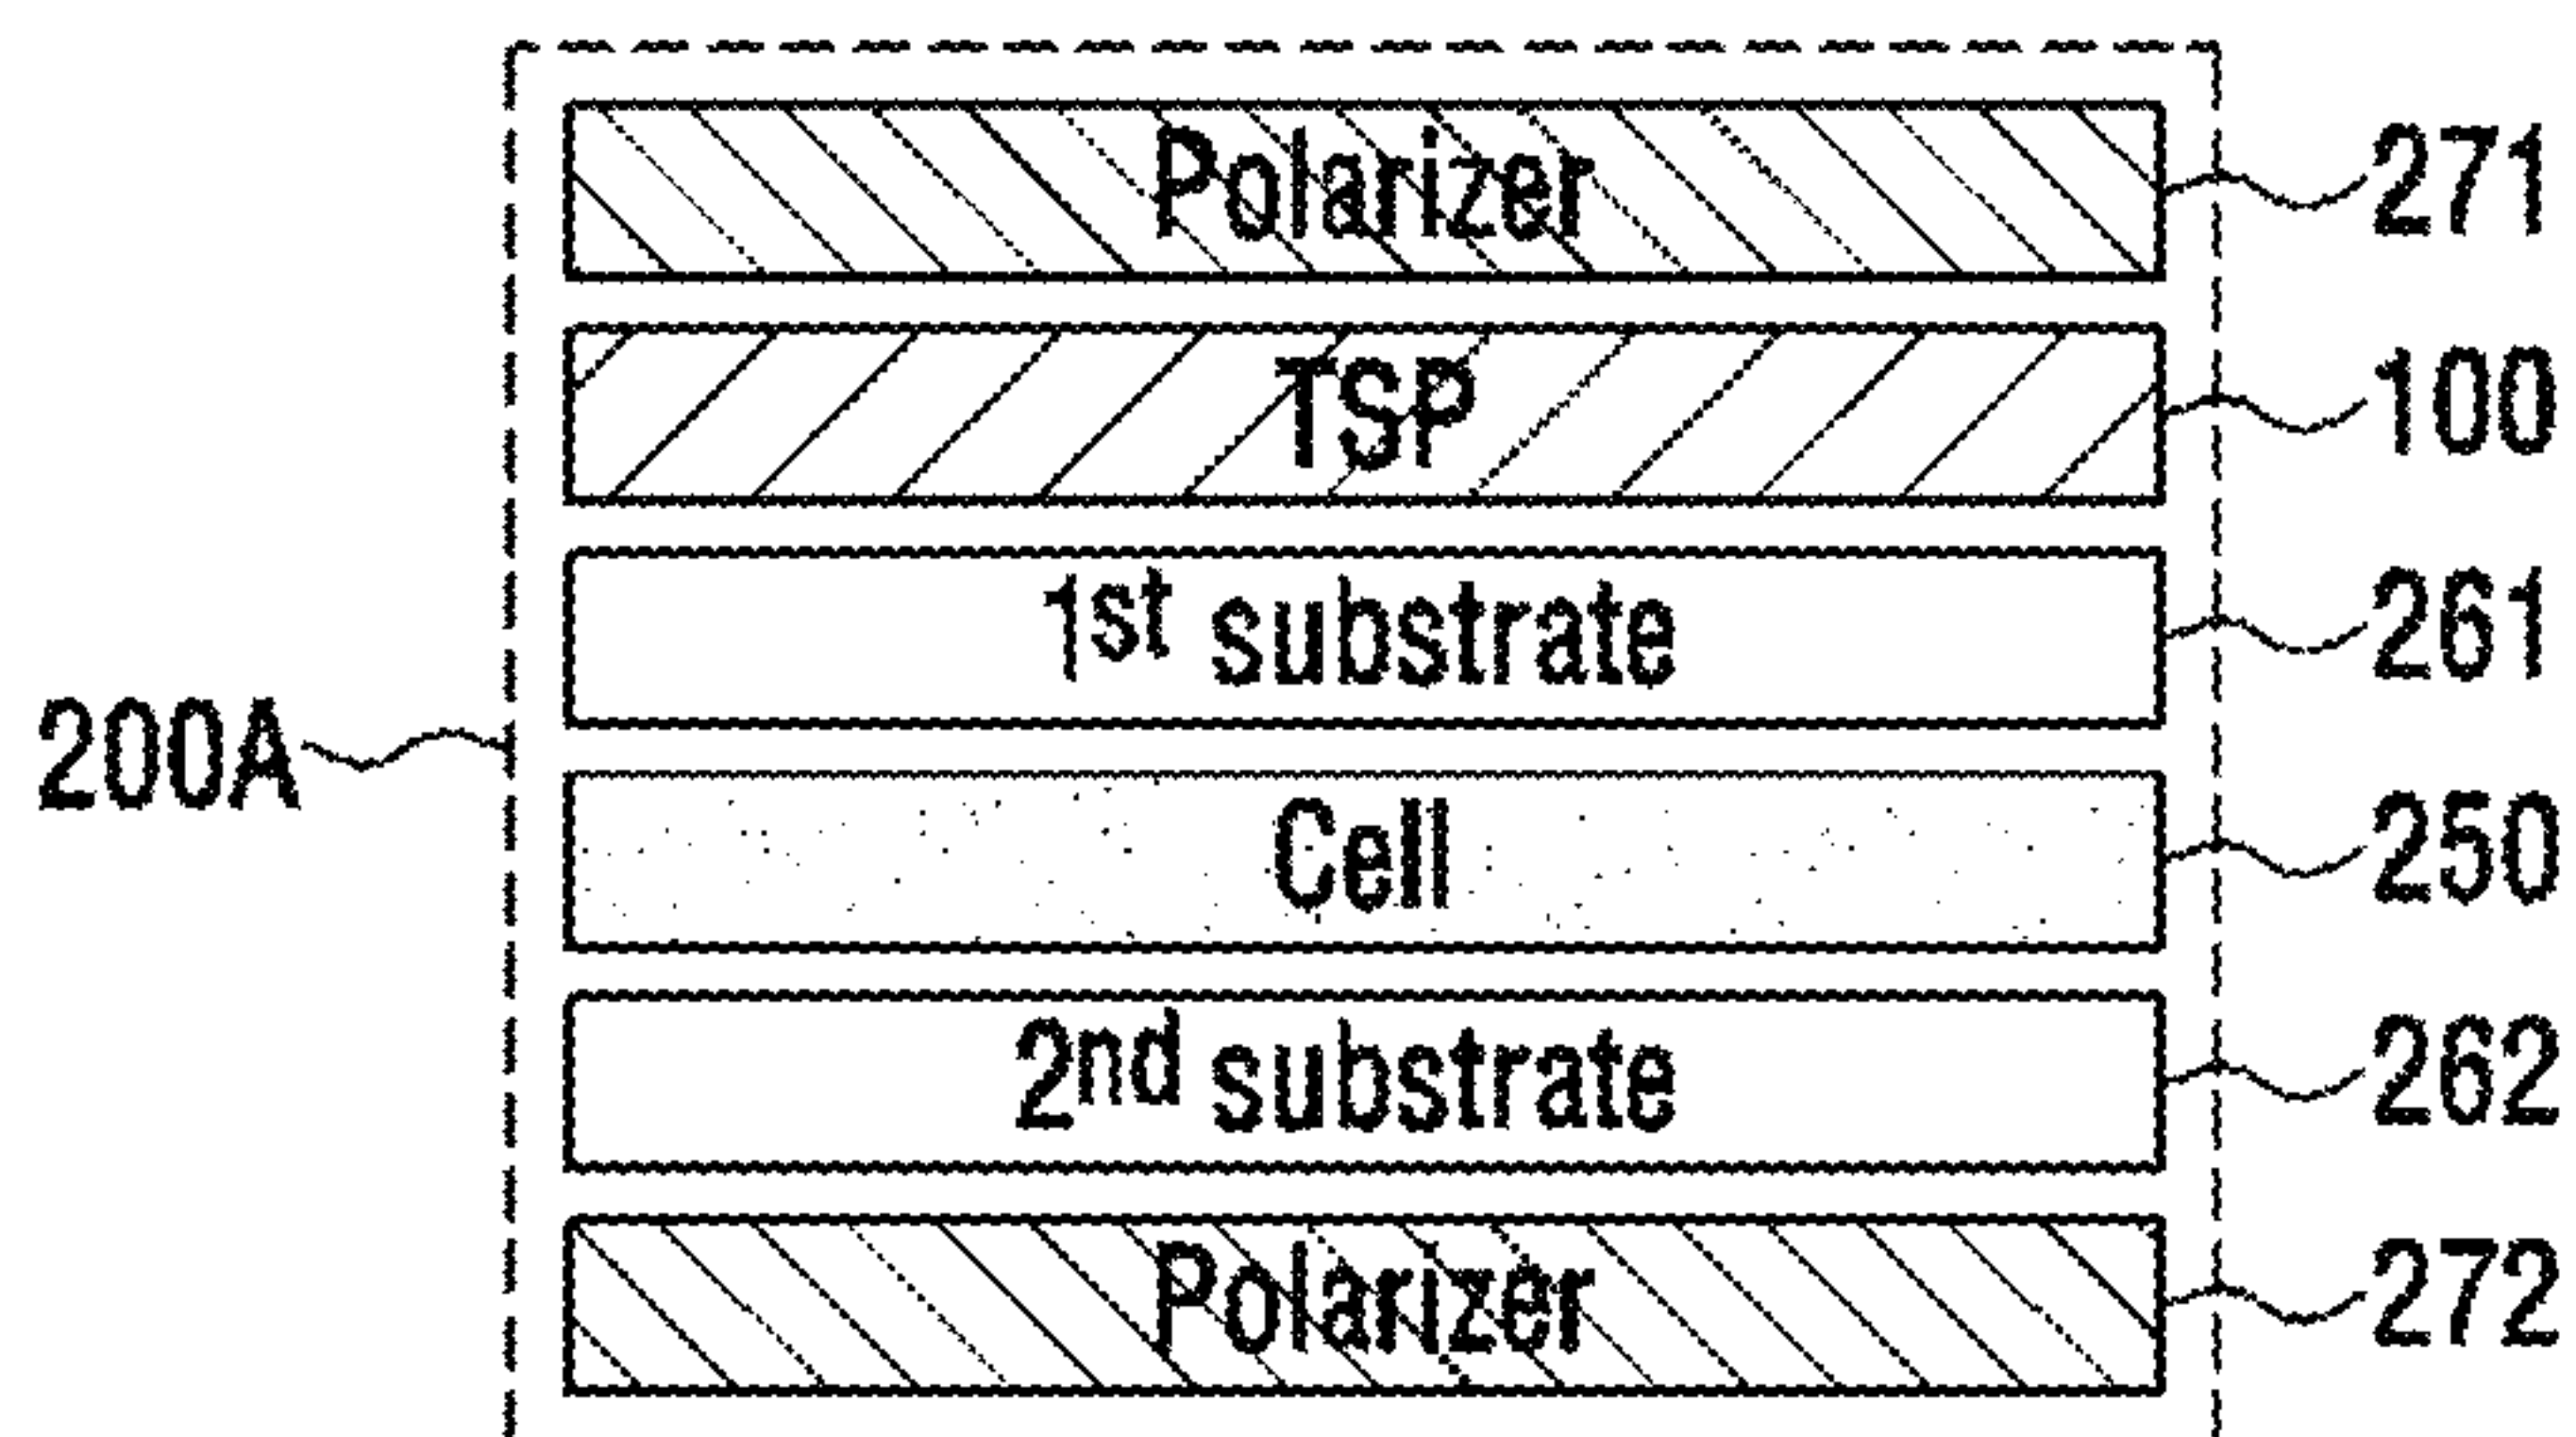 Polarizer 271
TSP 100
1st substrate 261
200A
Cell 250
2nd substrate 262
Polarizer 272